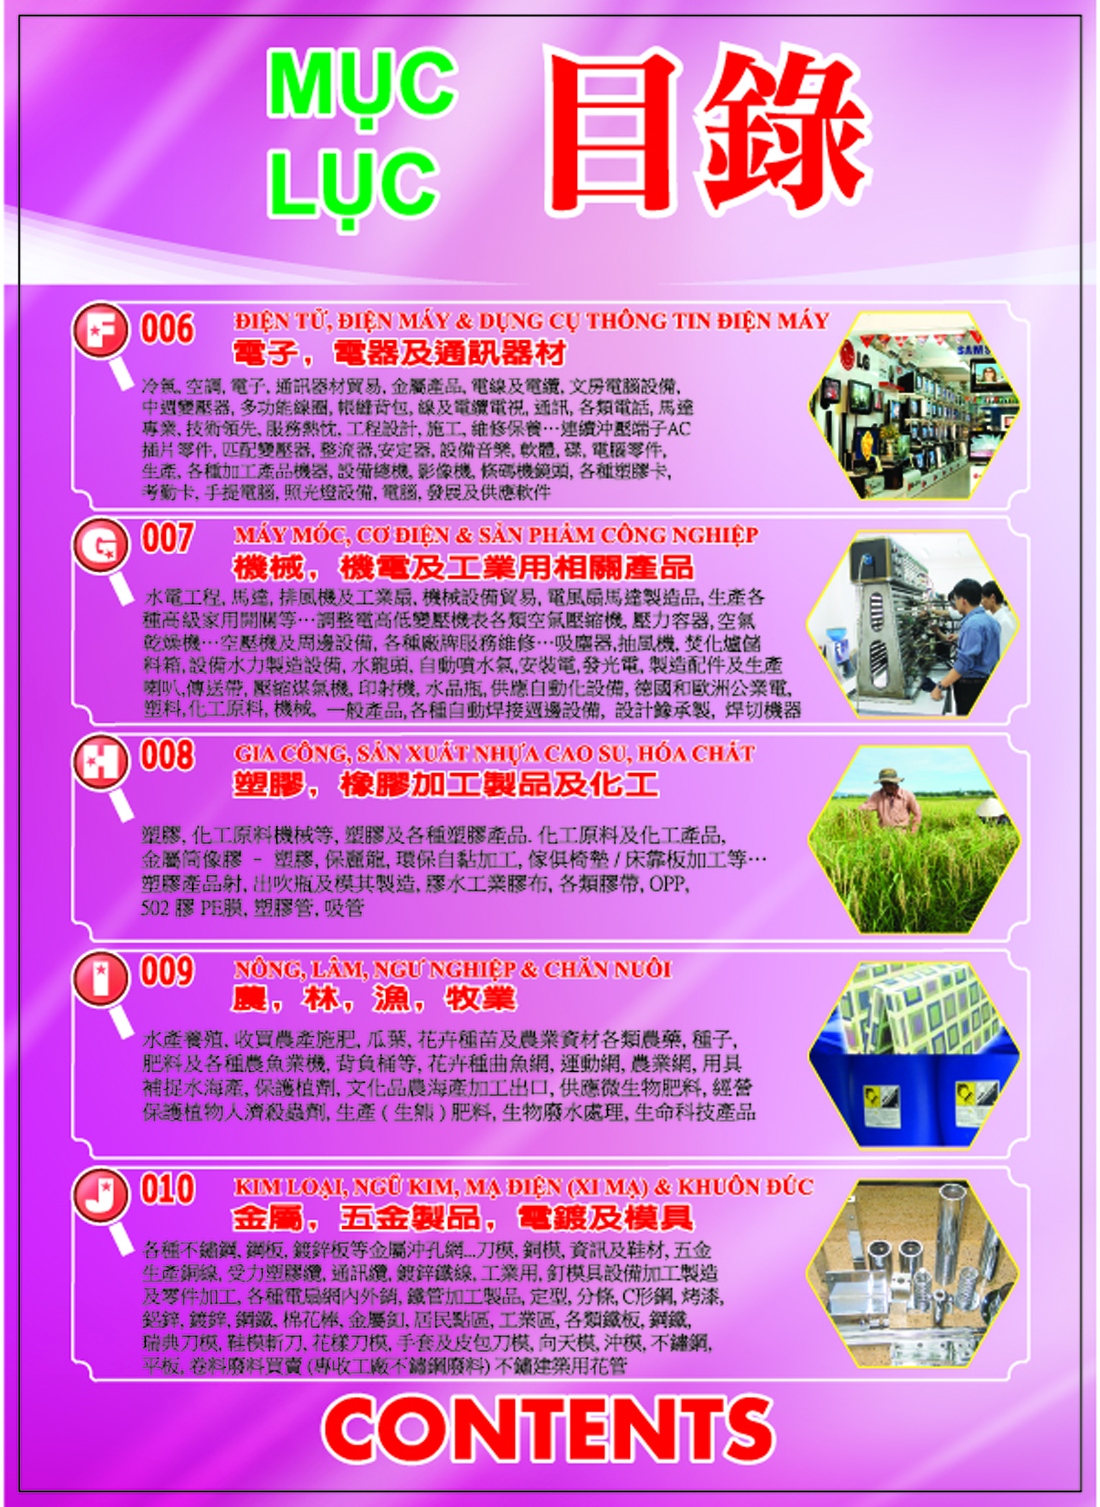 MỤC
LỤC
目錄
F 006 ĐIỆN TỬ, ĐIỆN MÁY & DỤNG CỤ THÔNG TIN ĐIỆN MÁY
電子，電器及通訊器材
冷氣, 空調, 電子, 通訊器材貿易, 金屬產品, 電線及電纜, 文房電腦設備,
中週變壓器, 多功能線圈, 帳縫背包, 線及電纜電視, 通訊, 各類電話, 馬達
專業, 技術領先, 服務熱忱, 工程設計, 施工, 維修保養…連續沖壓端子AC
插片零件, 匹配變壓器, 整流器,安定器, 設備音樂, 軟體, 碟, 電腦零件,
生產, 各種加工產品機器, 設備總機, 影像機, 條碼機鏡頭, 各種塑膠卡,
考勤卡, 手提電腦, 照光燈設備, 電腦, 發展及供應軟件
LG
SAMS
G 007 MÁY MÓC, CƠ ĐIỆN & SẢN PHẨM CÔNG NGHIỆP
機械，機電及工業用相關產品
水電工程, 馬達, 排風機及工業扇, 機械設備貿易, 電風扇馬達製造品, 生產各
種高級家用開關等…調整電高低變壓機表各類空氣壓縮機, 壓力容器, 空氣
乾燥機…空壓機及周邊設備, 各種廠牌服務維修…吸塵器,抽風機, 焚化爐儲
料箱, 設備水力製造設備, 水龍頭, 自動噴水氣,安裝電,發光電, 製造配件及生產
喇叭,傳送帶, 壓縮煤氣機, 印射機, 水品瓶, 供應自動化設備, 德國和歐洲公業電,
塑料,化工原料, 機械, 一般產品,各種自動焊接週邊設備, 設計錄承製, 焊切機器
H 008 GIA CÔNG, SẢN XUẤT NHỰA CAO SU, HÓA CHẤT
塑膠，橡膠加工製品及化工
塑膠, 化工原料機械等, 塑膠及各種塑膠產品. 化工原料及化工產品,
金屬筒像膠 - 塑膠, 保麗龍, 環保自黏加工, 傢俱椅墊 / 床靠板加工等…
塑膠產品射, 出吹瓶及模其製造, 膠水工業膠布, 各類膠帶, OPP,
502 膠 PE膜, 塑膠管, 吸管
I 009 NÔNG, LÂM, NGƯ NGHIỆP & CHĂN NUÔI
農，林，漁，牧業
水產養殖, 收買農產施肥, 瓜葉, 花卉種苗及農業資材各類農藥, 種子,
肥料及各種農魚業機, 背負桶等, 花卉種曲魚網, 運動網, 農業網, 用具
補捉水海產, 保護植劑, 文化品農海產加工出口, 供應微生物肥料, 經營
保護植物人濟殺蟲劑, 生產 ( 生態 ) 肥料, 生物廢水處理, 生命科技產品
J 010 KIM LOẠI, NGŨ KIM, MẠ ĐIỆN (XI MẠ) & KHUÔN ĐÚC
金屬，五金製品，電鍍及模具
各種不鏽鋼, 鋼板, 鍍鋅板等金屬沖孔網...刀模, 銅模, 資訊及鞋材, 五金
生產銅線, 受力塑膠纜, 通訊纜, 鍍鋅鐵線, 工業用, 釘模具設備加工製造
及零件加工, 各種電扇網內外銷, 鐵管加工製品, 定型, 分條, C形鋼, 烤漆,
鋁鋅, 鍍鋅, 鋼鐵, 棉花棒, 金屬釦, 居民點區, 工業區, 各類鐵板, 鋼鐵,
瑞典刀模, 鞋模斬刀, 花樣刀模, 手套及皮包刀模, 向天模, 沖模, 不鏽鋼,
平板, 卷料廢料買賣 (專收工廠不鏽鋼廢料) 不鏽建築用花管
CONTENTS